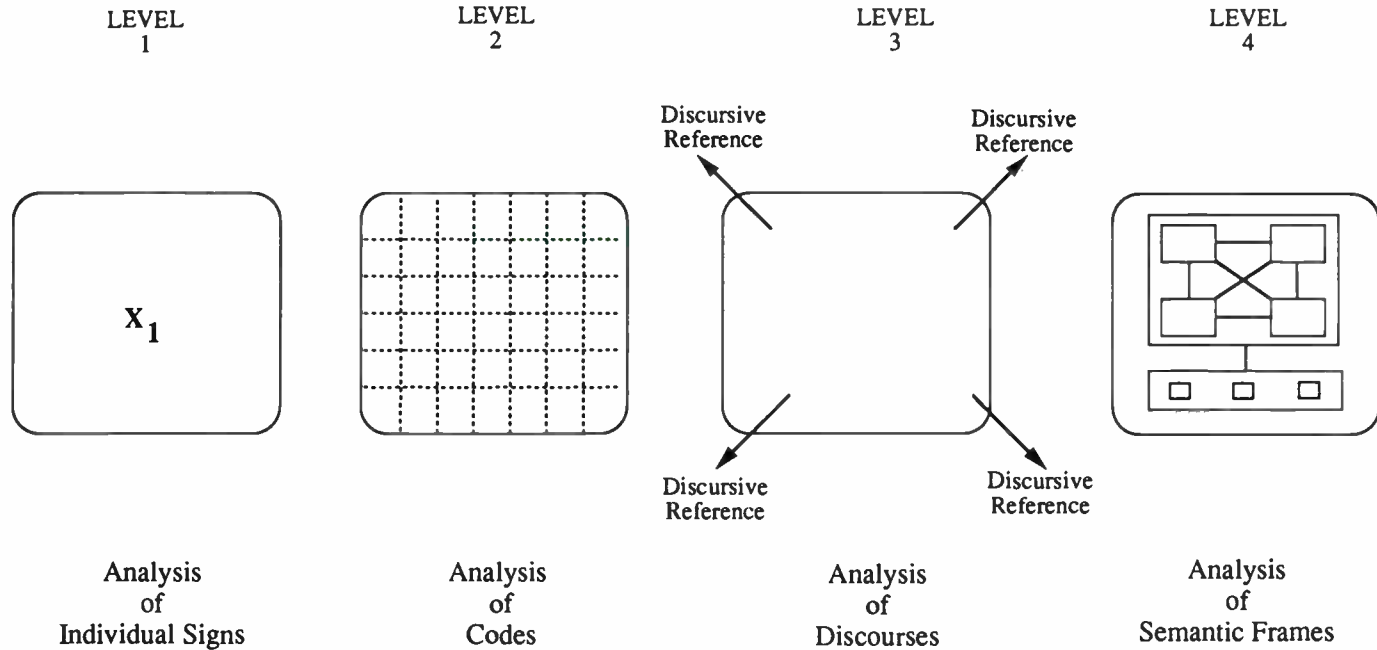 LEVEL
1
LEVEL
2
LEVEL
3
LEVEL
4
Discursive
Reference
Discursive
Reference
X1
Discursive
Reference
Discursive
Reference
Analysis
of
Individual Signs
Analysis
of
Codes
Analysis
of
Discourses
Analysis
of
Semantic Frames